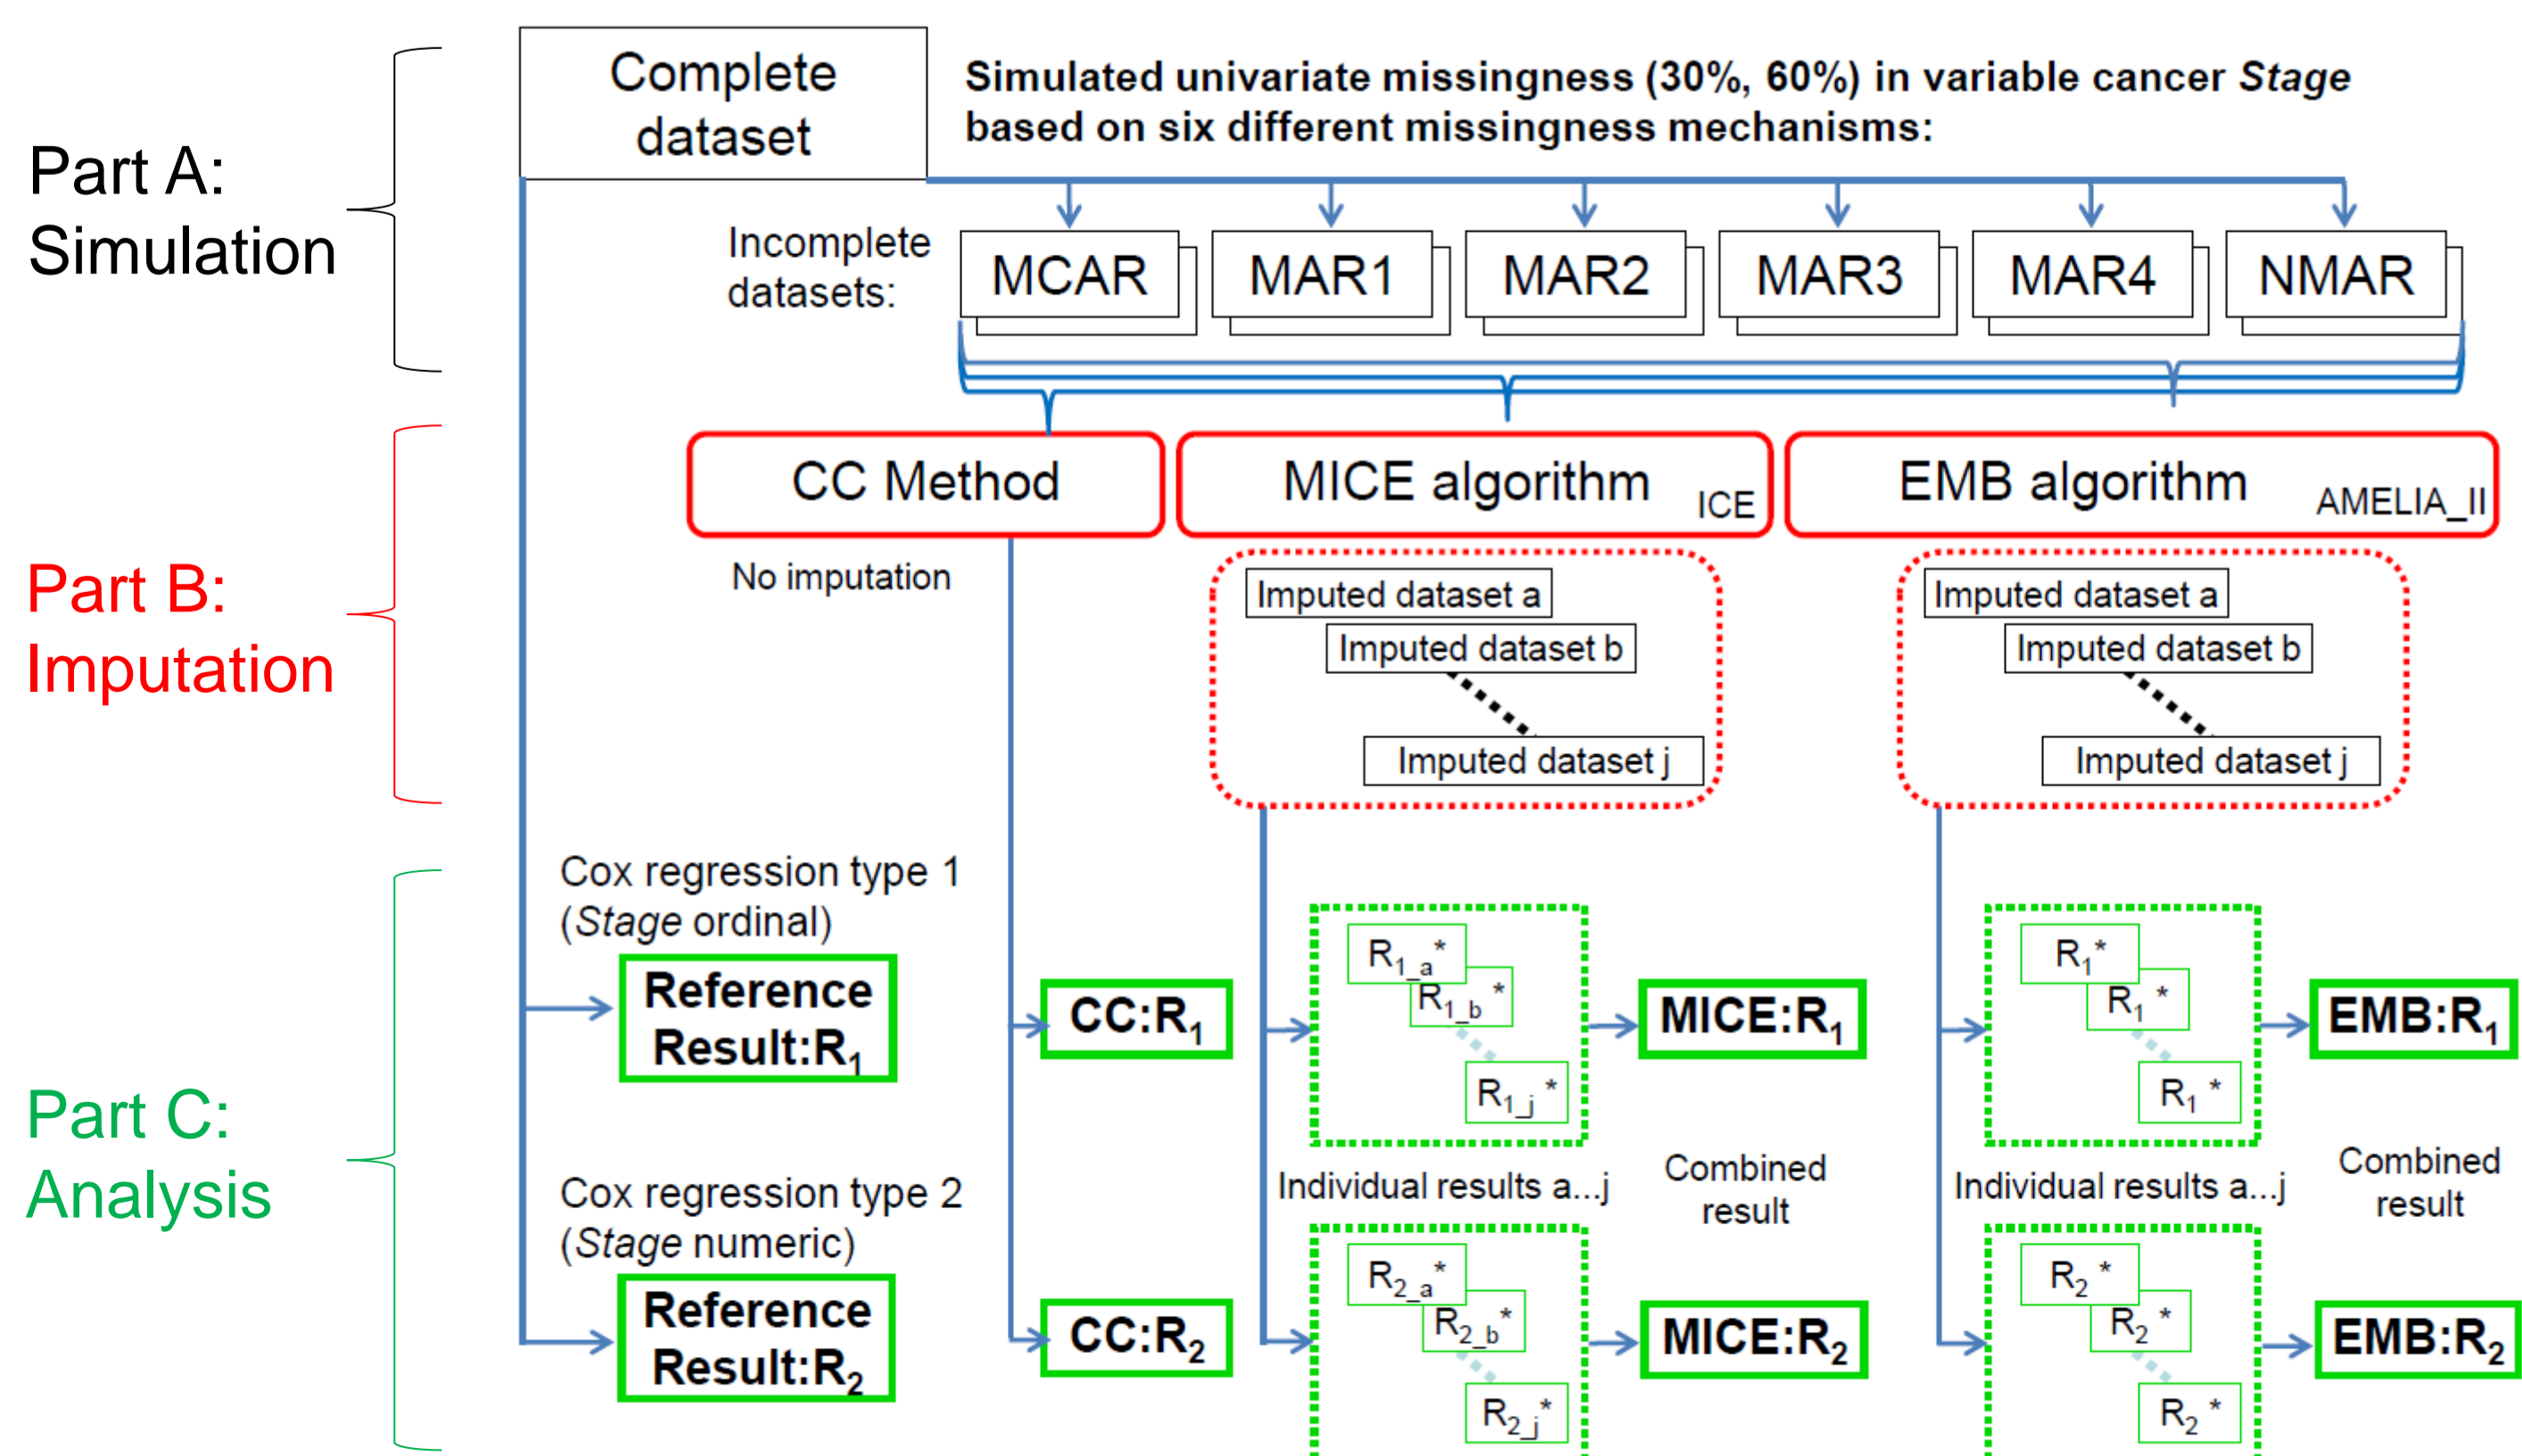 Part A:
Simulation
Complete
dataset
Simulated univariate missingness (30%, 60%) in variable cancer Stage
based on six different missingness mechanisms:
Incomplete
datasets:
MCAR
MAR1
MAR2
MAR3
MAR4
NMAR
Part B:
Imputation
CC Method
MICE algorithm
ICE
EMB algorithm
AMELIA_II
No imputation
Imputed dataset a
Imputed dataset b
Imputed dataset j
Imputed dataset a
Imputed dataset b
Imputed dataset j
Part C:
Analysis
Cox regression type 1
(Stage ordinal)
Reference
Result:R₁
CC:R₁
R₁_a*
R₁_b *
R₁_j *
MICE:R₁
R₁*
R₁ *
R₁ *
EMB:R₁
Individual results a...j
Combined
result
Individual results a...j
Combined
result
Cox regression type 2
(Stage numeric)
Reference
Result:R₂
CC:R₂
R₂_a*
R₂_b*
R₂_j*
MICE:R₂
R₂ *
R₂ *
R₂ *
EMB:R₂